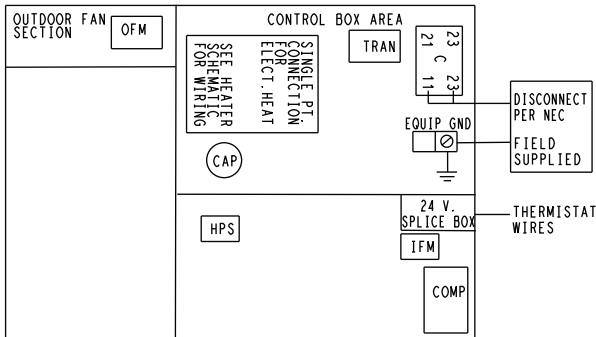 OUTDOOR FAN
SECTION
OFM
CONTROL BOX AREA
SINGLE PT.
CONNECTION
FOR
ELECT.HEAT
SEE HEATER
SCHEMATIC
FOR WIRING
TRAN
23
21
C
11
23
DISCONNECT
PER NEC
FIELD
SUPPLIED
EQUIP GND
CAP
24 V.
SPLICE BOX
THERMISTAT
WIRES
HPS
IFM
COMP